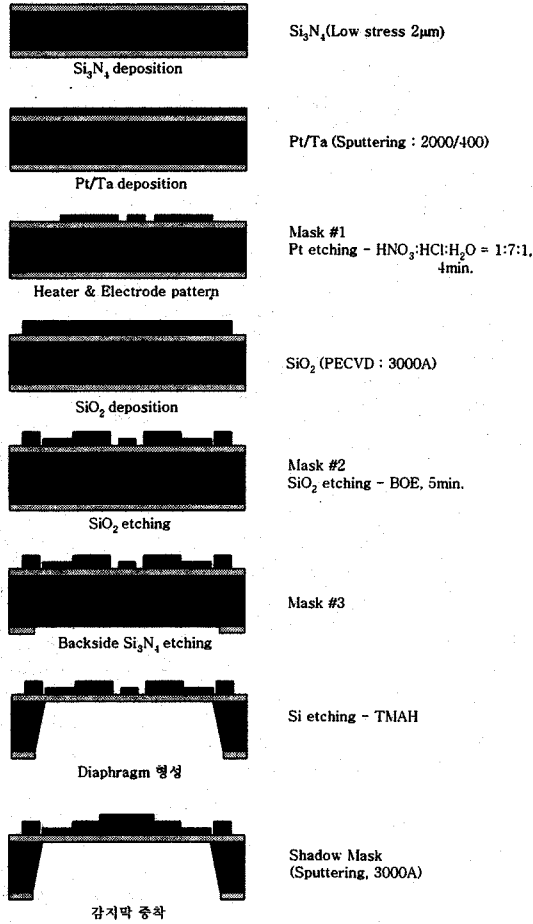 Si₃N₄(Low stress 2μm)
Si₃N₄ deposition
Pt/Ta (Sputtering : 2000/400)
Pt/Ta deposition
Mask #1
Pt etching - HNO₃:HCl:H₂O = 1:7:1,
4min.
Heater & Electrode pattern
SiO₂ (PECVD : 3000A)
SiO₂ deposition
Mask #2
SiO₂ etching - BOE, 5min.
SiO₂ etching
Mask #3
Backside Si₃N₄ etching
Si etching - TMAH
Diaphragm 형성
Shadow Mask
(Sputtering, 3000A)
감지막 증착